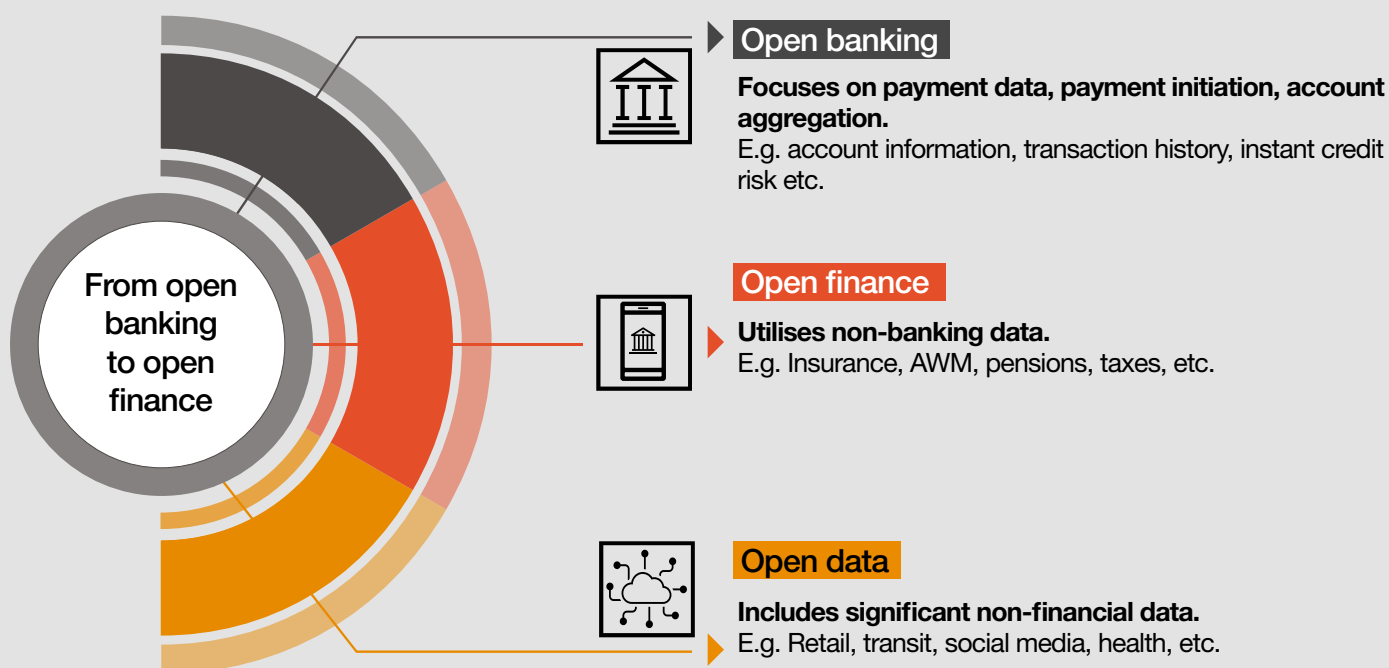 From open
banking
to open
finance
Open banking
Focuses on payment data, payment initiation, account
aggregation.
E.g. account information, transaction history, instant credit
risk etc.
Open finance
Utilises non-banking data.
E.g. Insurance, AWM, pensions, taxes, etc.
Open data
Includes significant non-financial data.
E.g. Retail, transit, social media, health, etc.